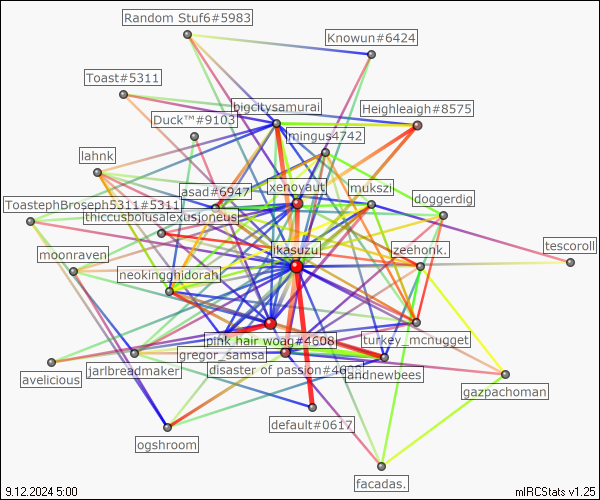 Random Stuf6#5983
Knowun#6424
Toast#5311
bigcitysamurai
Heighleaigh#8575
Duck™#9103
mingus4742
lahnk
asad#6947
xenoyaut
mukszi
doggerdig
ToastephBroseph5311#5311
thiccusbolusalexusjoneus
moonraven
ikasuzu
zeehonk.
tescoroll
neokingghidorah
pink hair woag#4608
turkey_mcnugget
gregor_samsa
avelicious
jarlbreadmaker
disaster of passion#46
andnewbees
gazpachoman
default#0617
ogshroom
facadas.
9.12.2024 5:00
mIRCStats v1.25